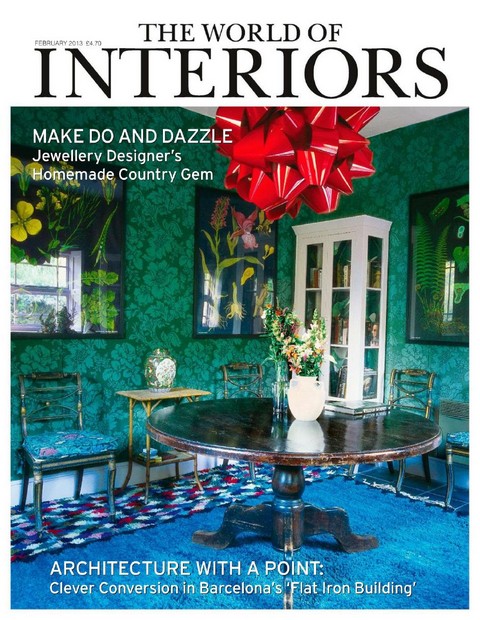 THE WORLD OF
FEBRUARY 2013 £4.70
INTERIORS
MAKE DO AND DAZZLE
Jewellery Designer's
Homemade Country Gem
ARCHITECTURE WITH A POINT:
Clever Conversion in Barcelona's 'Flat Iron Building'